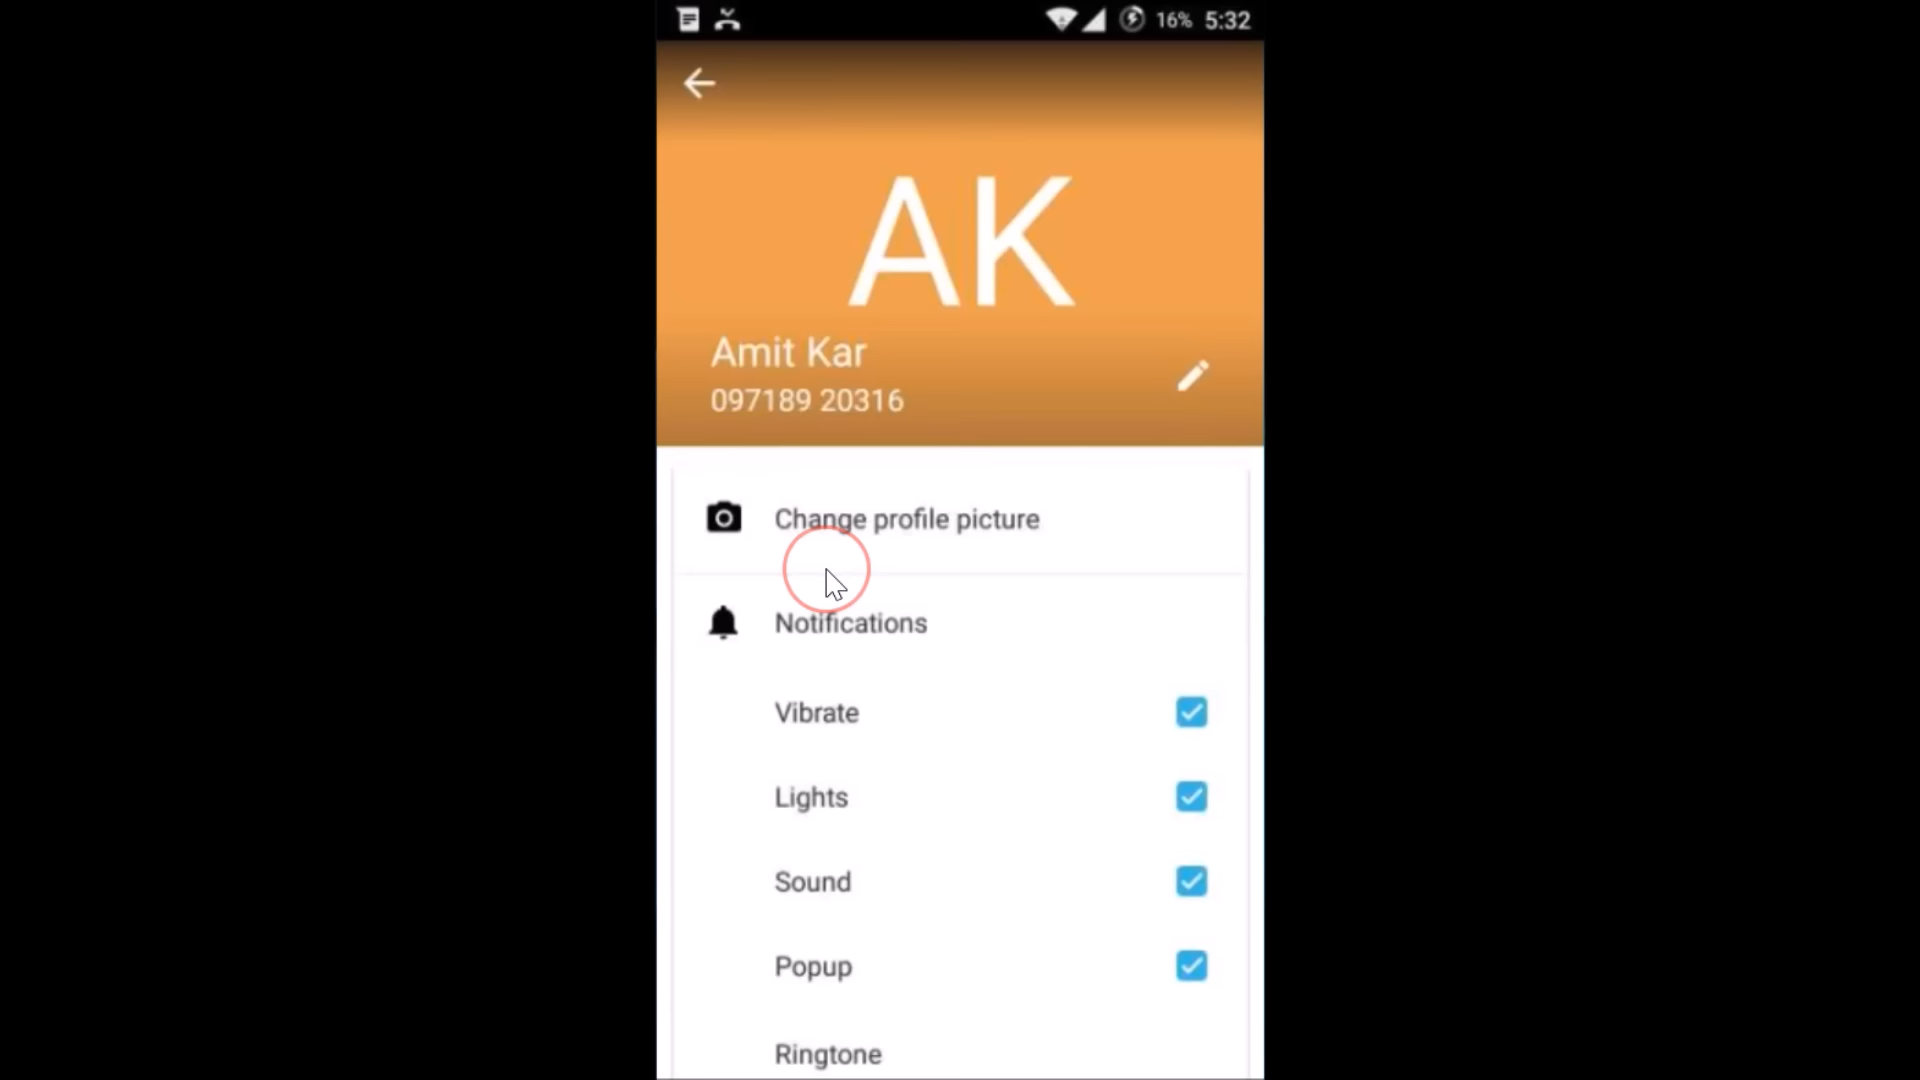 16% 5:32
AK
Amit Kar
097189 20316
Change profile picture
Notifications
Vibrate
Lights
Sound
Popup
Ringtone